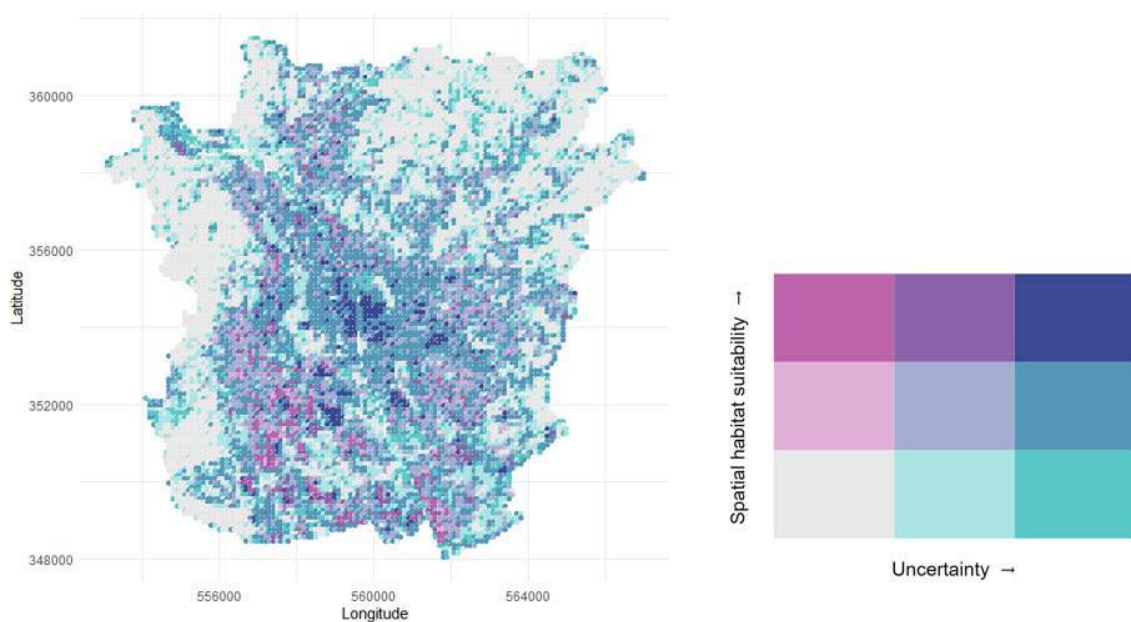 360000
356000
352000
348000
Latitude
556000
560000
564000
Longitude
Spatial habitat suitability →
Uncertainty →